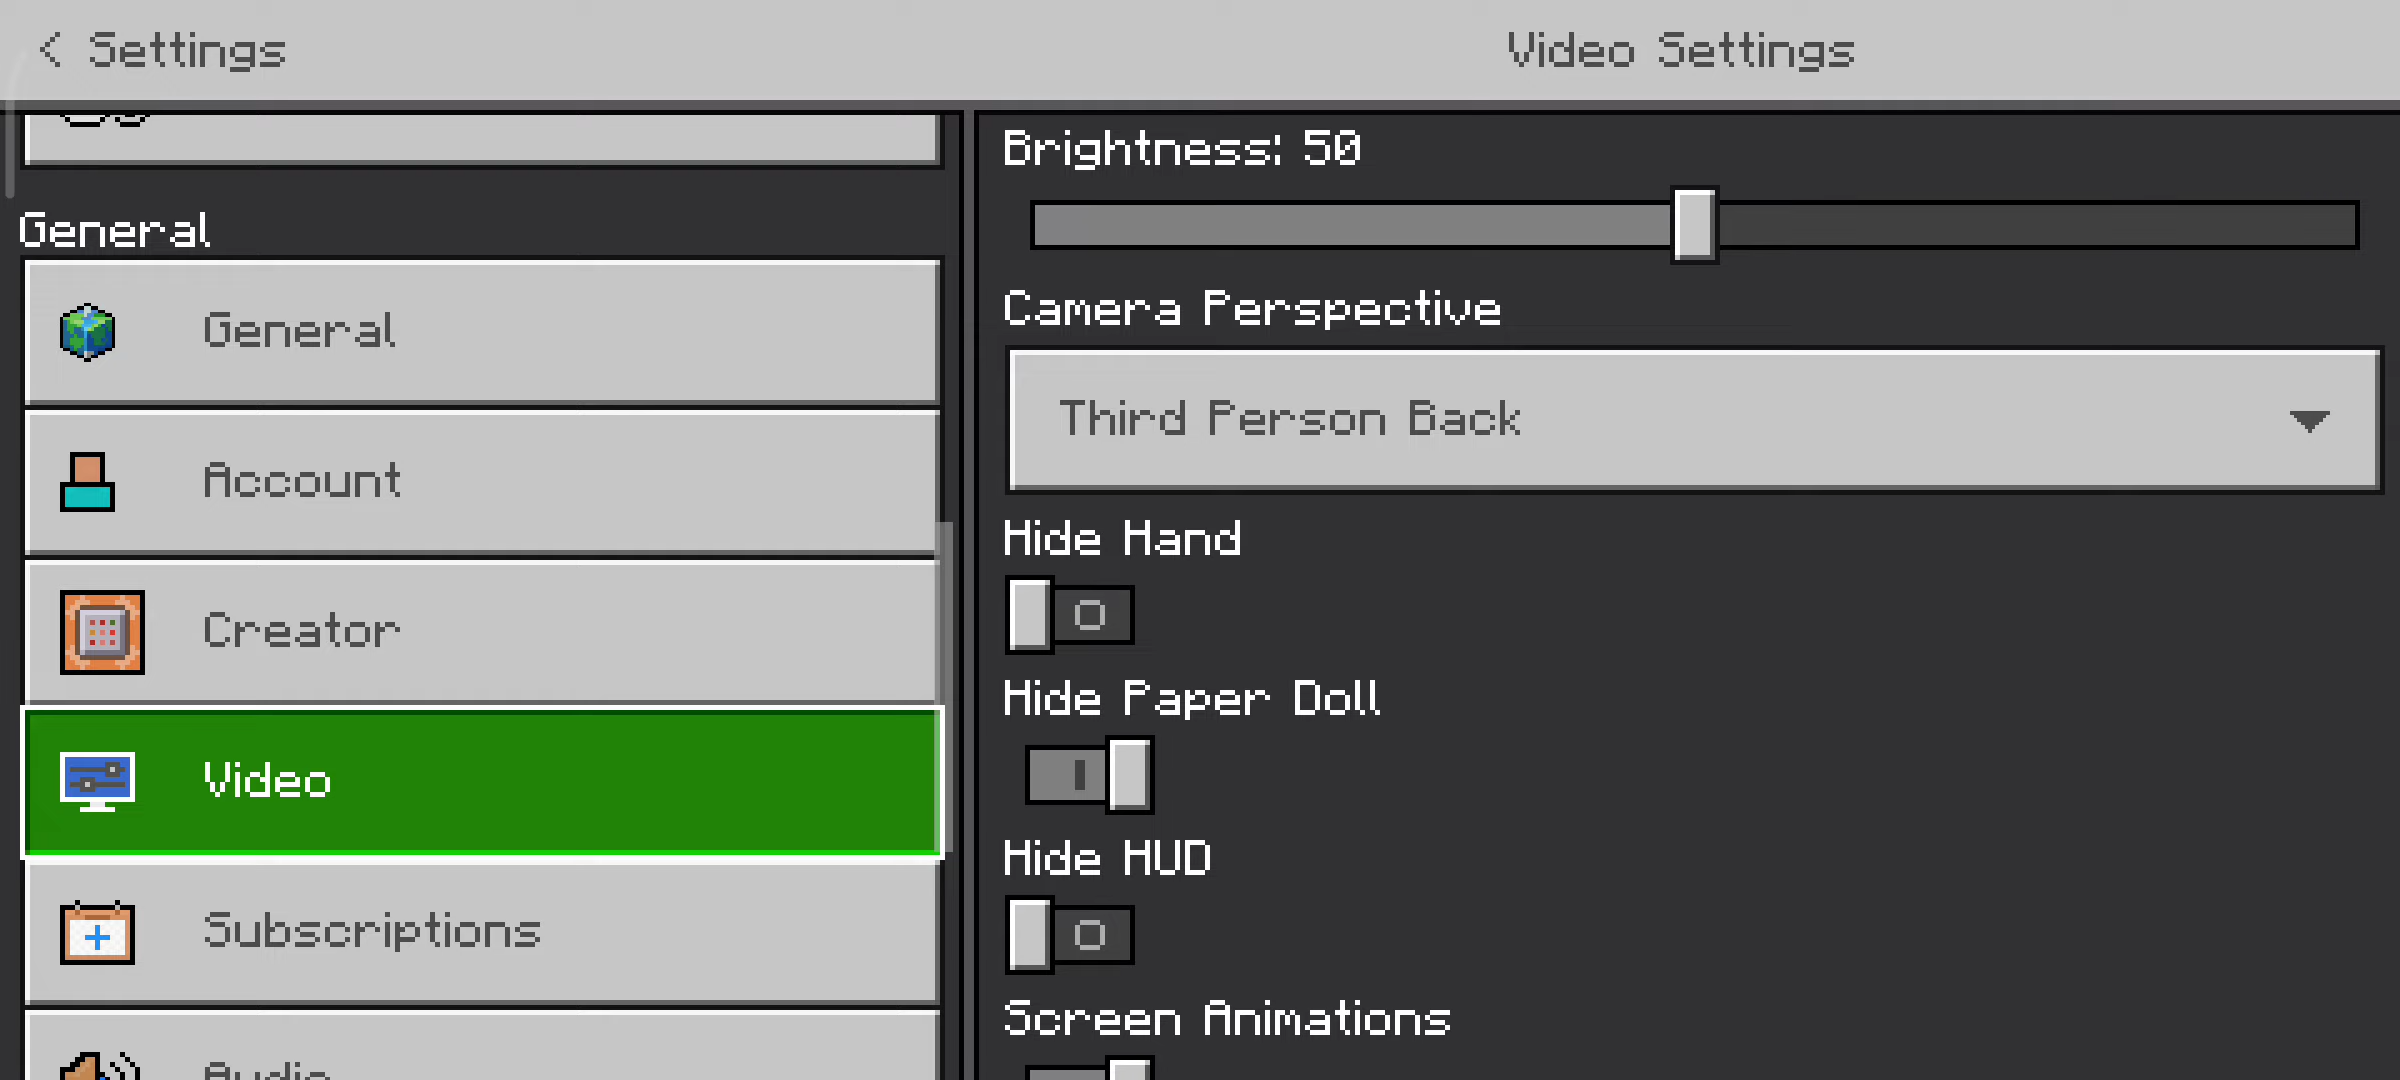 Settings
Video Settings
General
General
Account
Creator
Video
Subscriptions
Audio
Brightness: 50
Camera Perspective
Third Person Back
Hide Hand
Hide Paper Doll
Hide HUD
Screen Animations